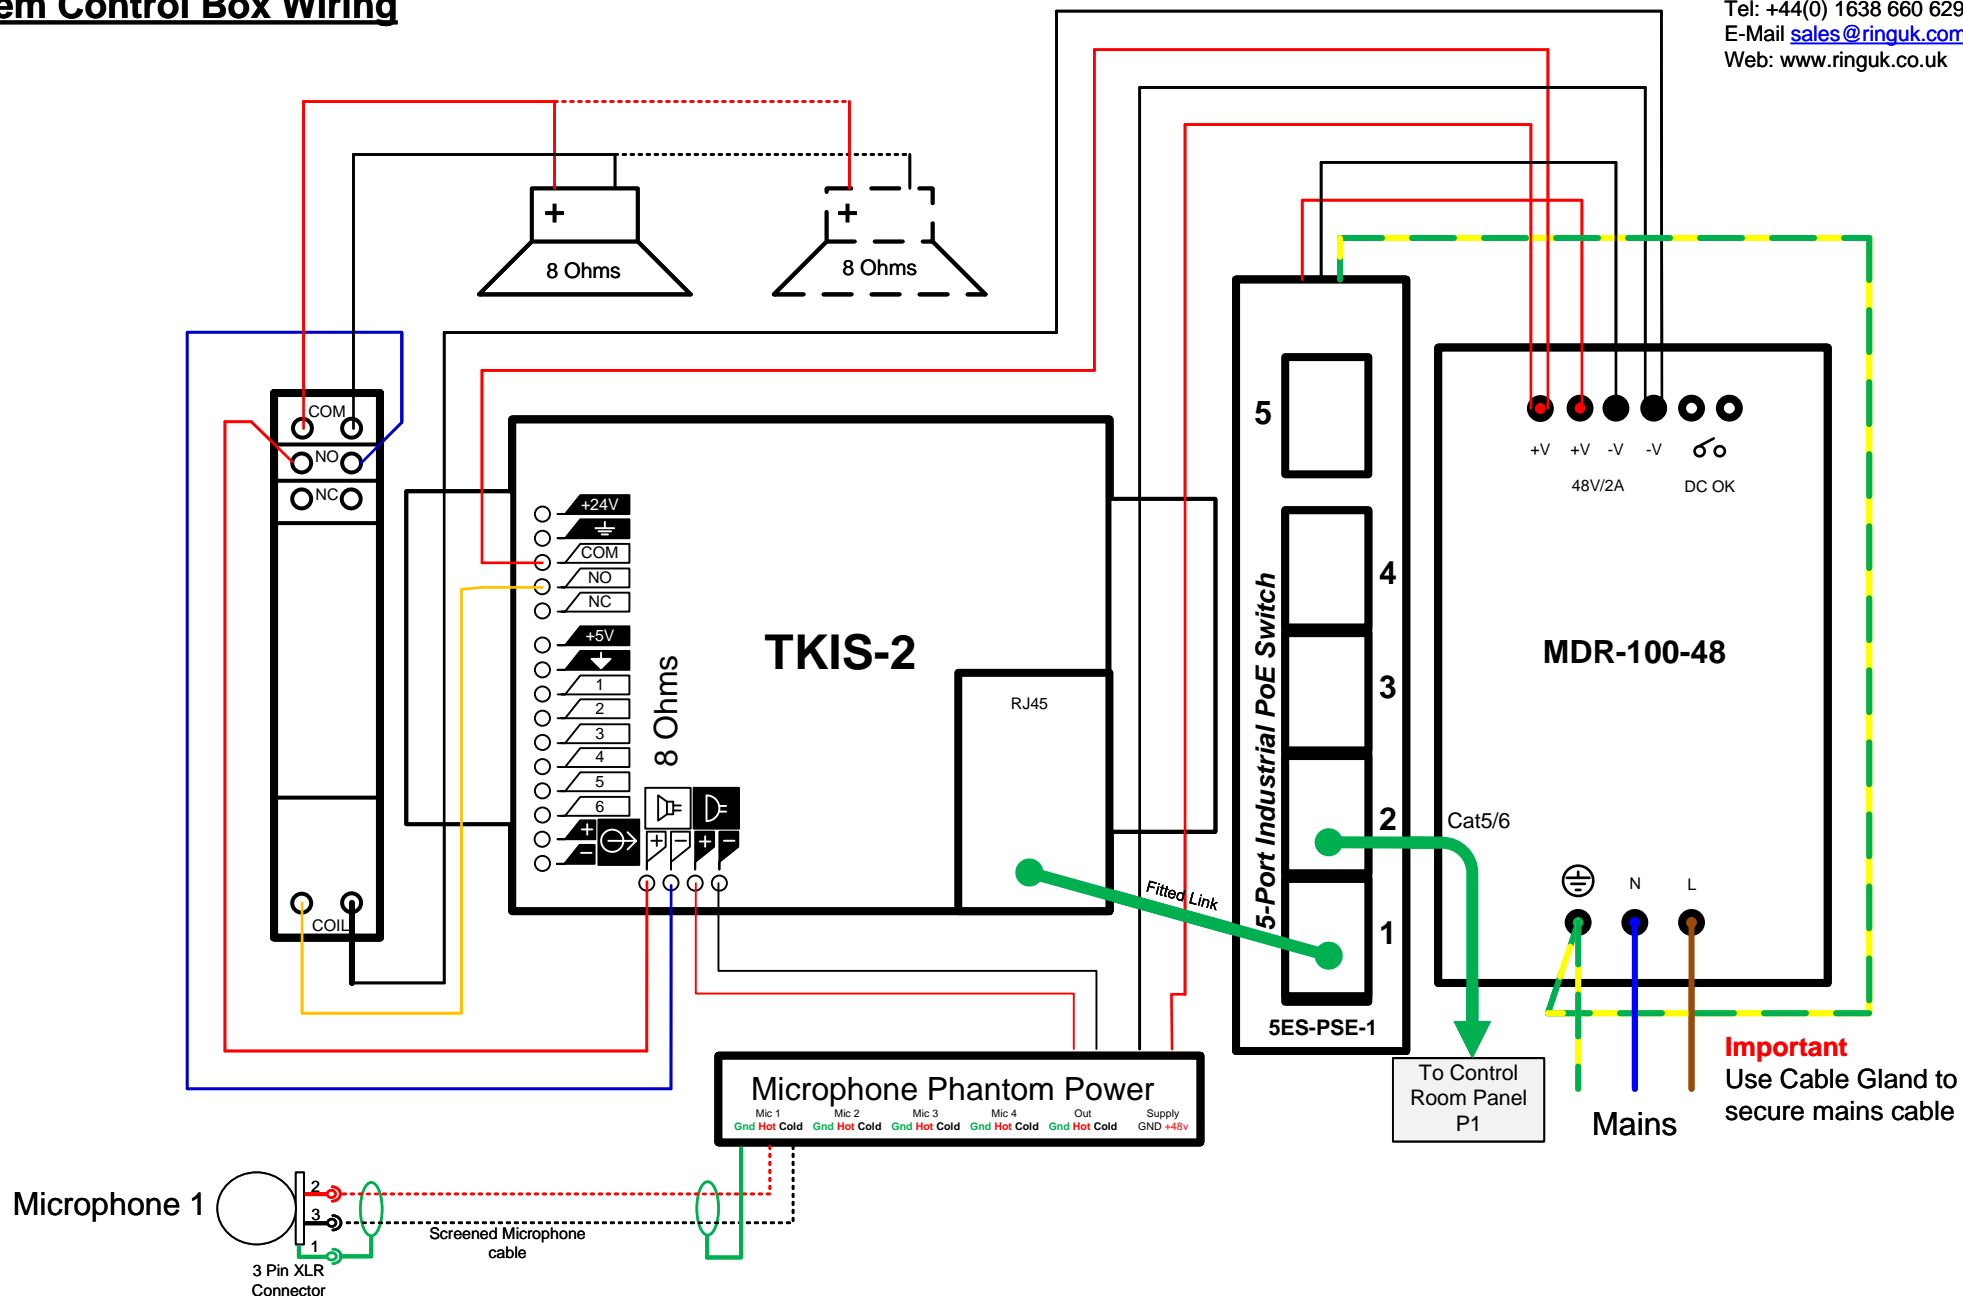 em Control Box Wiring
Tel: +44(0) 1638 660 629
E-Mail sales@ringuk.com
Web: www.ringuk.co.uk
+
8 Ohms
+
8 Ohms
COM
NO
NC
COIL
+24V
COM
NO
NC
+5V
1
2
3
4
5
6
+
−
8 Ohms
+ − + −
TKIS-2
RJ45
Fitted Link
5-Port Industrial PoE Switch
5
4
3
2
1
5ES-PSE-1
+V +V -V -V
48V/2A
DC OK
MDR-100-48
Cat5/6
N L
To Control
Room Panel
P1
Mains
Important
Use Cable Gland to
secure mains cable
Microphone Phantom Power
Mic 1 Mic 2 Mic 3 Mic 4 Out Supply
Gnd Hot Cold Gnd Hot Cold Gnd Hot Cold Gnd Hot Cold Gnd Hot Cold GND +48v
Microphone 1
2
3
1
Screened Microphone
cable
3 Pin XLR
Connector